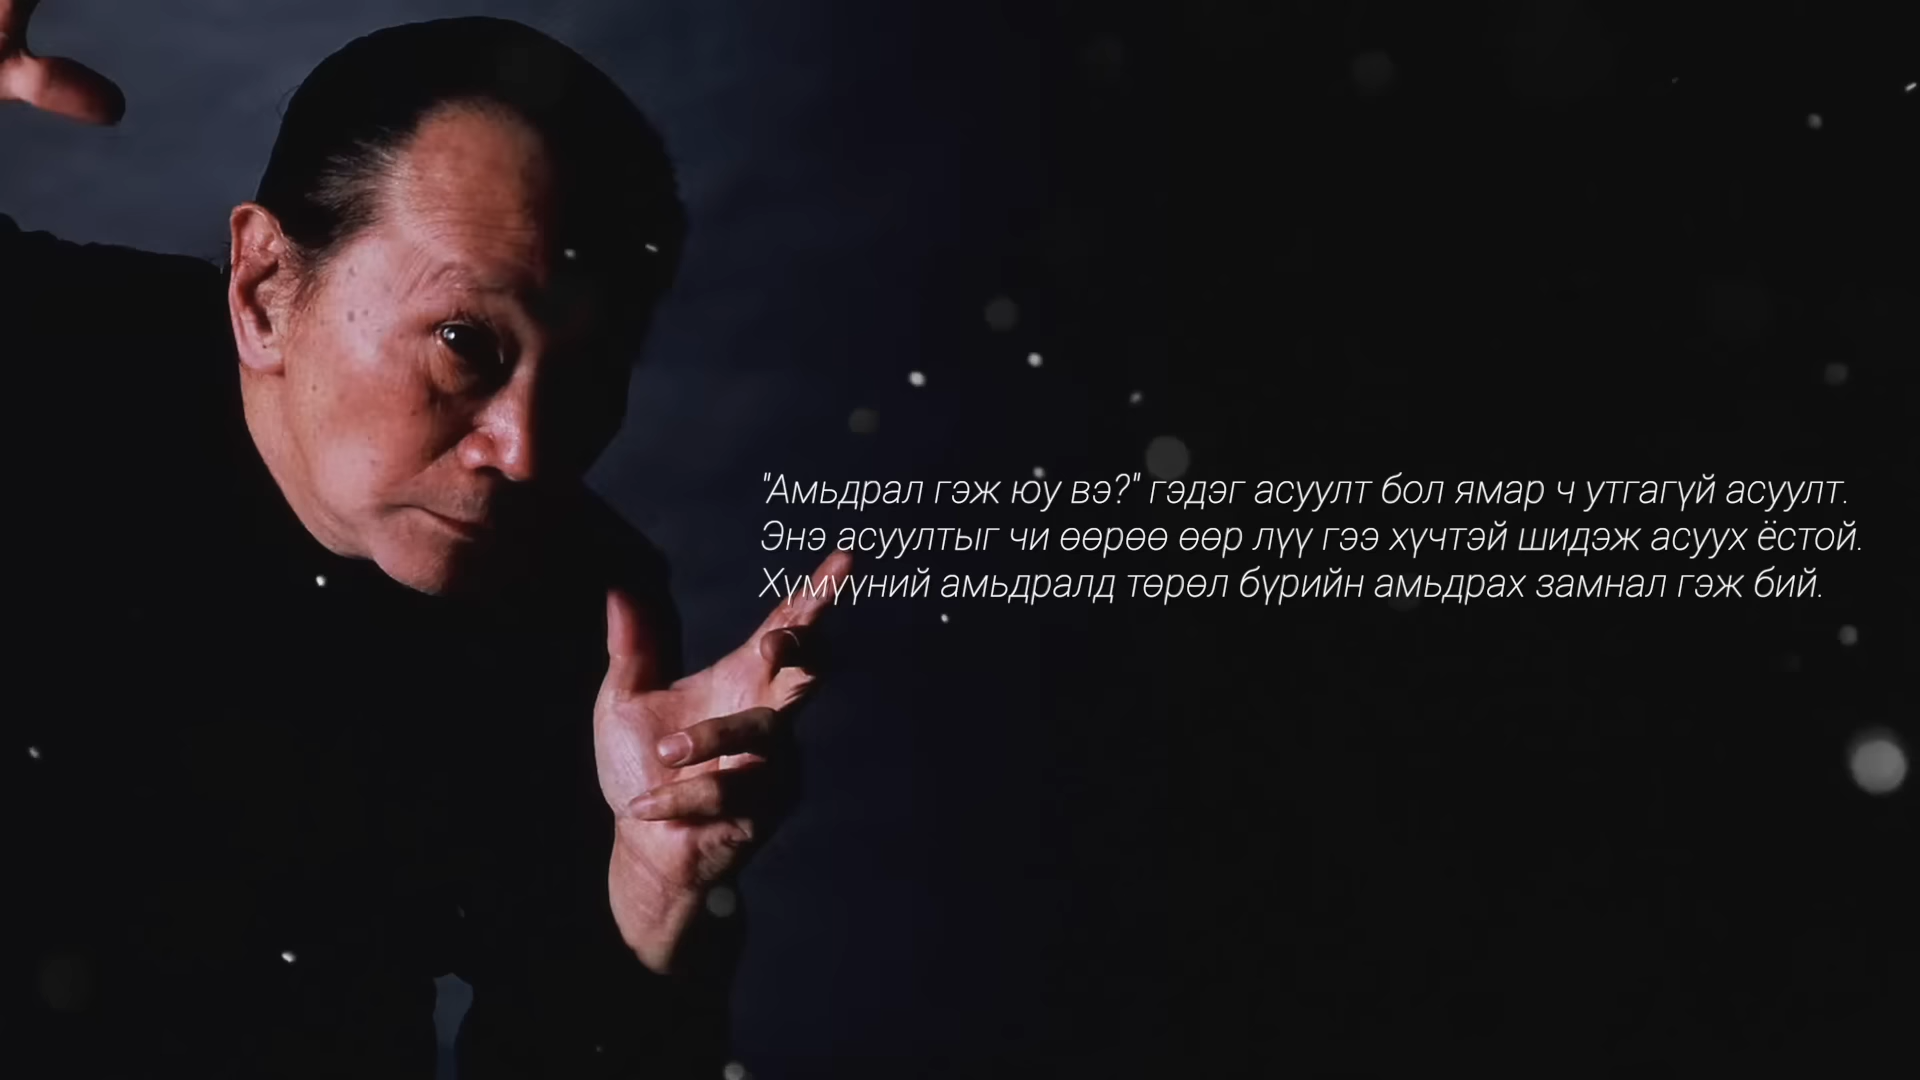 "Амьдрал гэж юу вэ?" гэдэг асуулт бол ямар ч утгагүй асуулт.
Энэ асуултыг чи өөрөө өөр лүү гээ хүчтэй шидэж асуух ёстой.
Хүмүүний амьдралд төрөл бүрийн амьдрах замнал гэж бий.